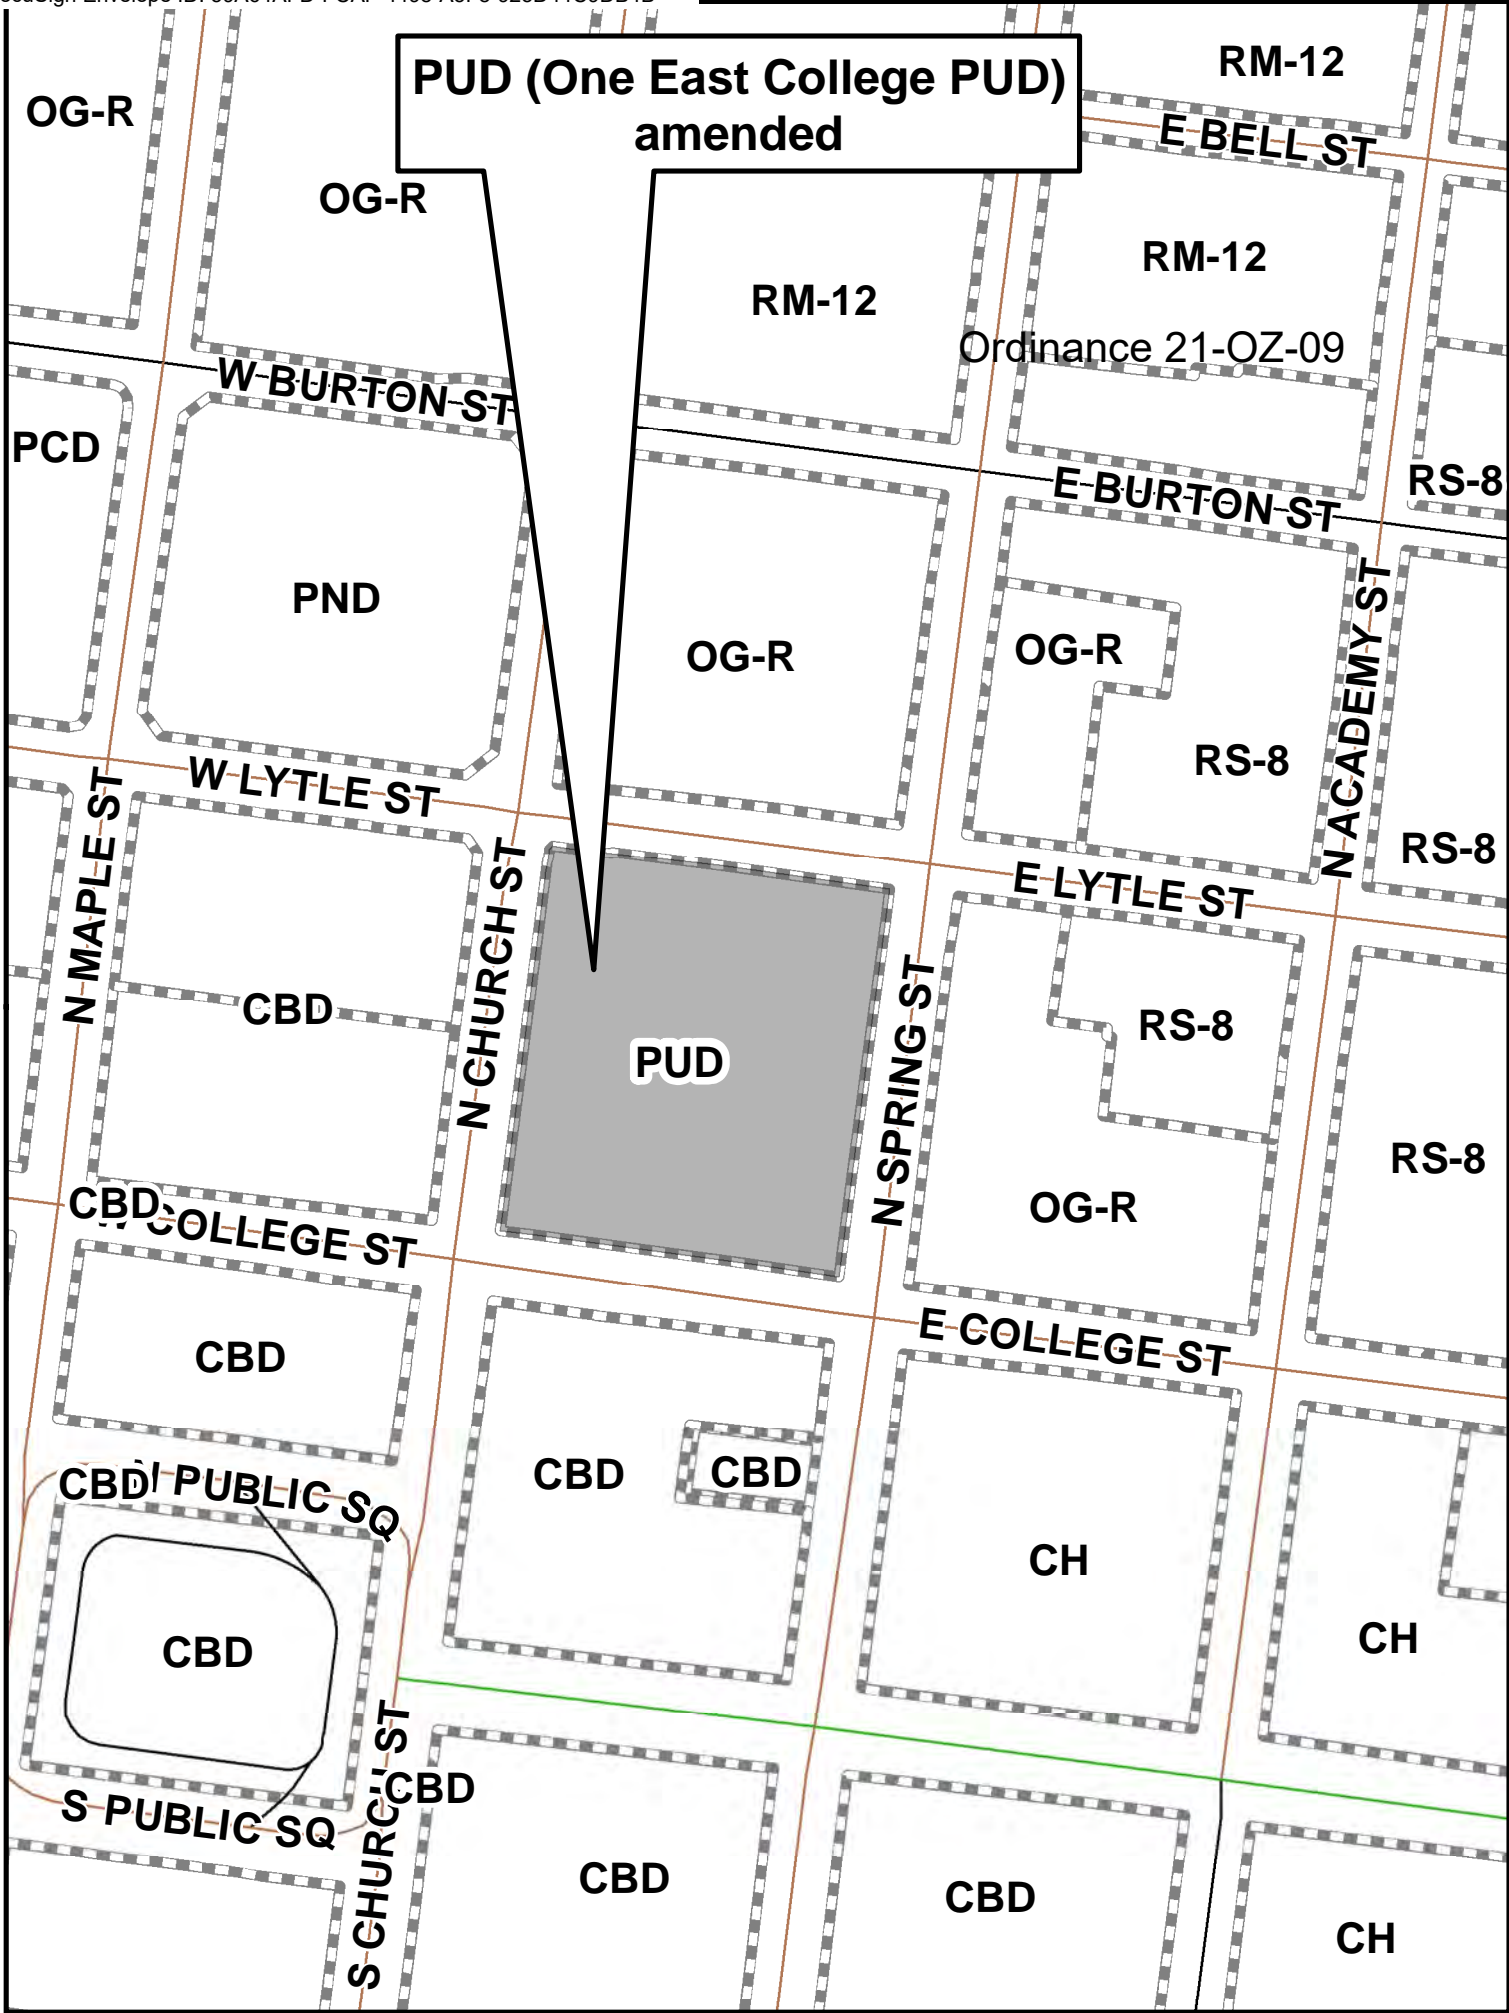 PUD (One East College PUD)
amended
RM-12
OG-R
E BELL ST
OG-R
RM-12
RM-12
Ordinance 21-OZ-09
W BURTON ST
PCD
E BURTON ST
RS-8
PND
OG-R
OG-R
N ACADEMY ST
RS-8
W LYTLE ST
RS-8
N MAPLE ST
N CHURCH ST
E LYTLE ST
CBD
PUD
N SPRING ST
RS-8
RS-8
OG-R
CBD
COLLEGE ST
E COLLEGE ST
CBD
CBD
CBD
CBD
N PUBLIC SQ
CH
CBD
CH
S CHURCH ST
CBD
S PUBLIC SQ
CBD
CBD
CH